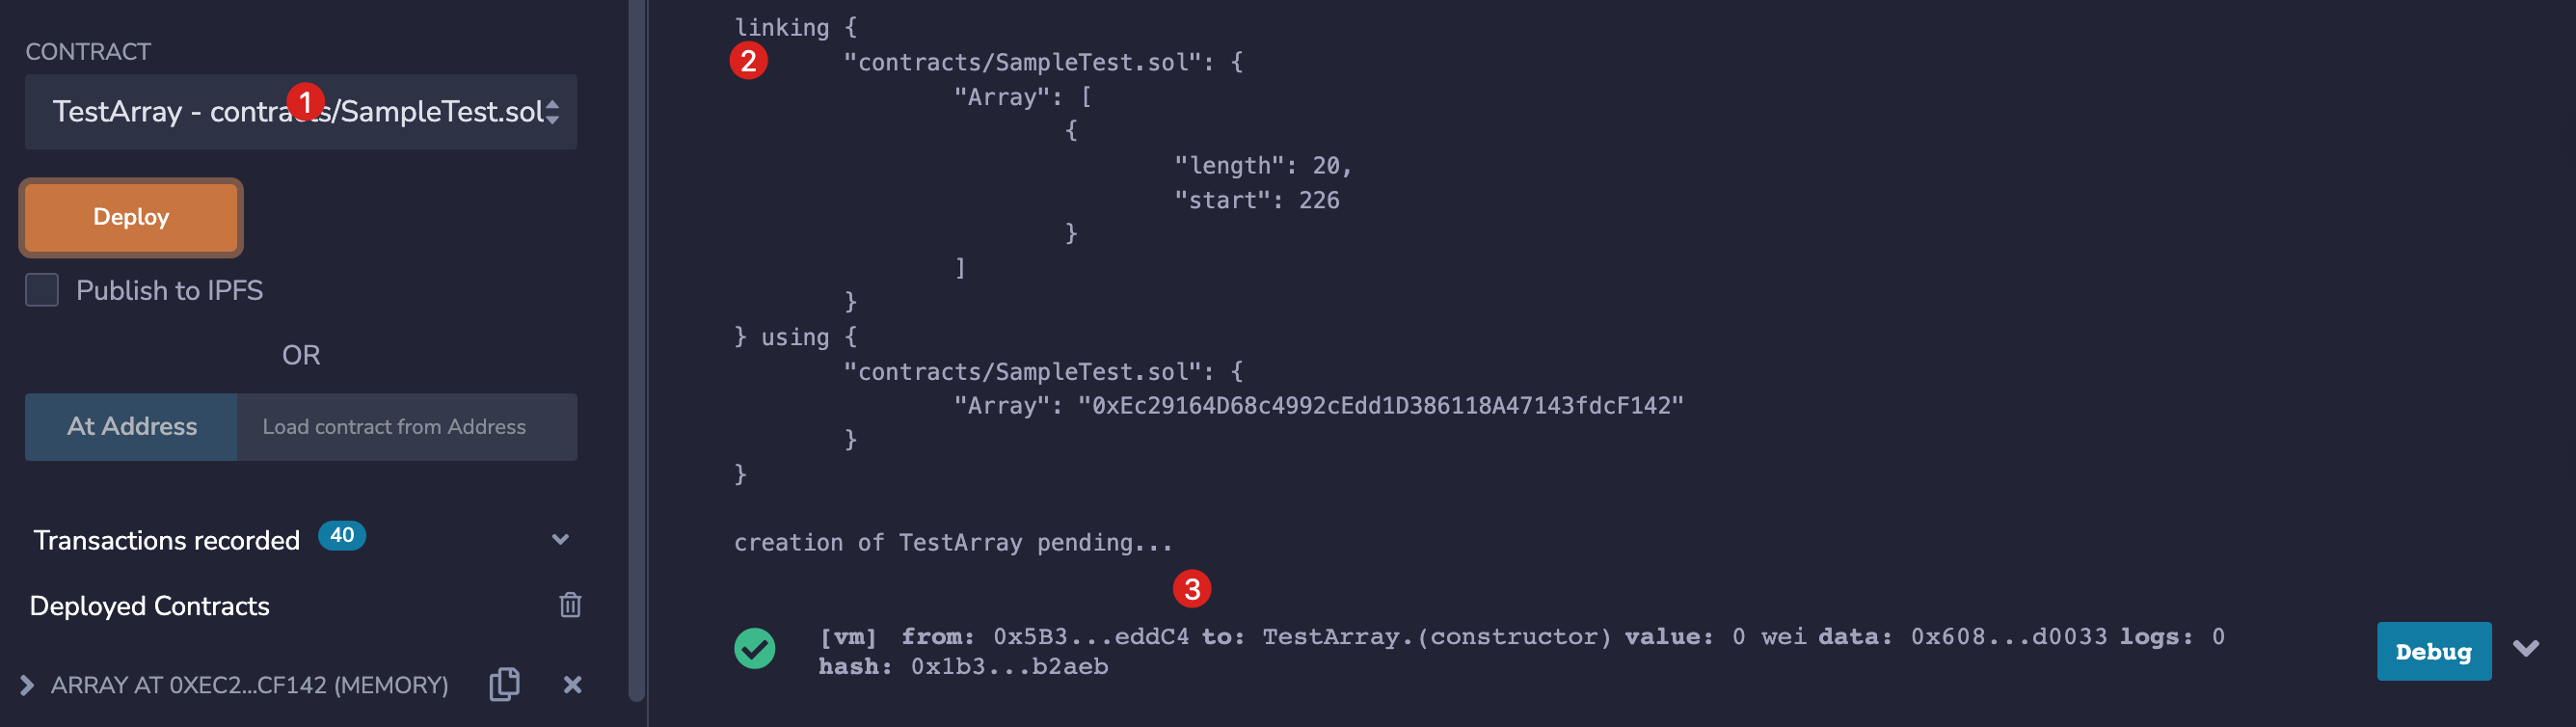 CONTRACT
TestArray - contracts/SampleTest.sol
1
Deploy
Publish to IPFS
OR
At Address
Load contract from Address
Transactions recorded 40
Deployed Contracts
ARRAY AT 0XEC2...CF142 (MEMORY)
linking {
2
"contracts/SampleTest.sol": {
"Array": [
{
"length": 20,
"start": 226
}
]
}
} using {
"contracts/SampleTest.sol": {
"Array": "0xEc29164D68c4992cEdd1D386118A47143fdcF142"
}
}
creation of TestArray pending...
3
[vm] from: 0x5B3...eddC4 to: TestArray.(constructor) value: 0 wei data: 0x608...d0033 logs: 0
hash: 0x1b3...b2aeb
Debug